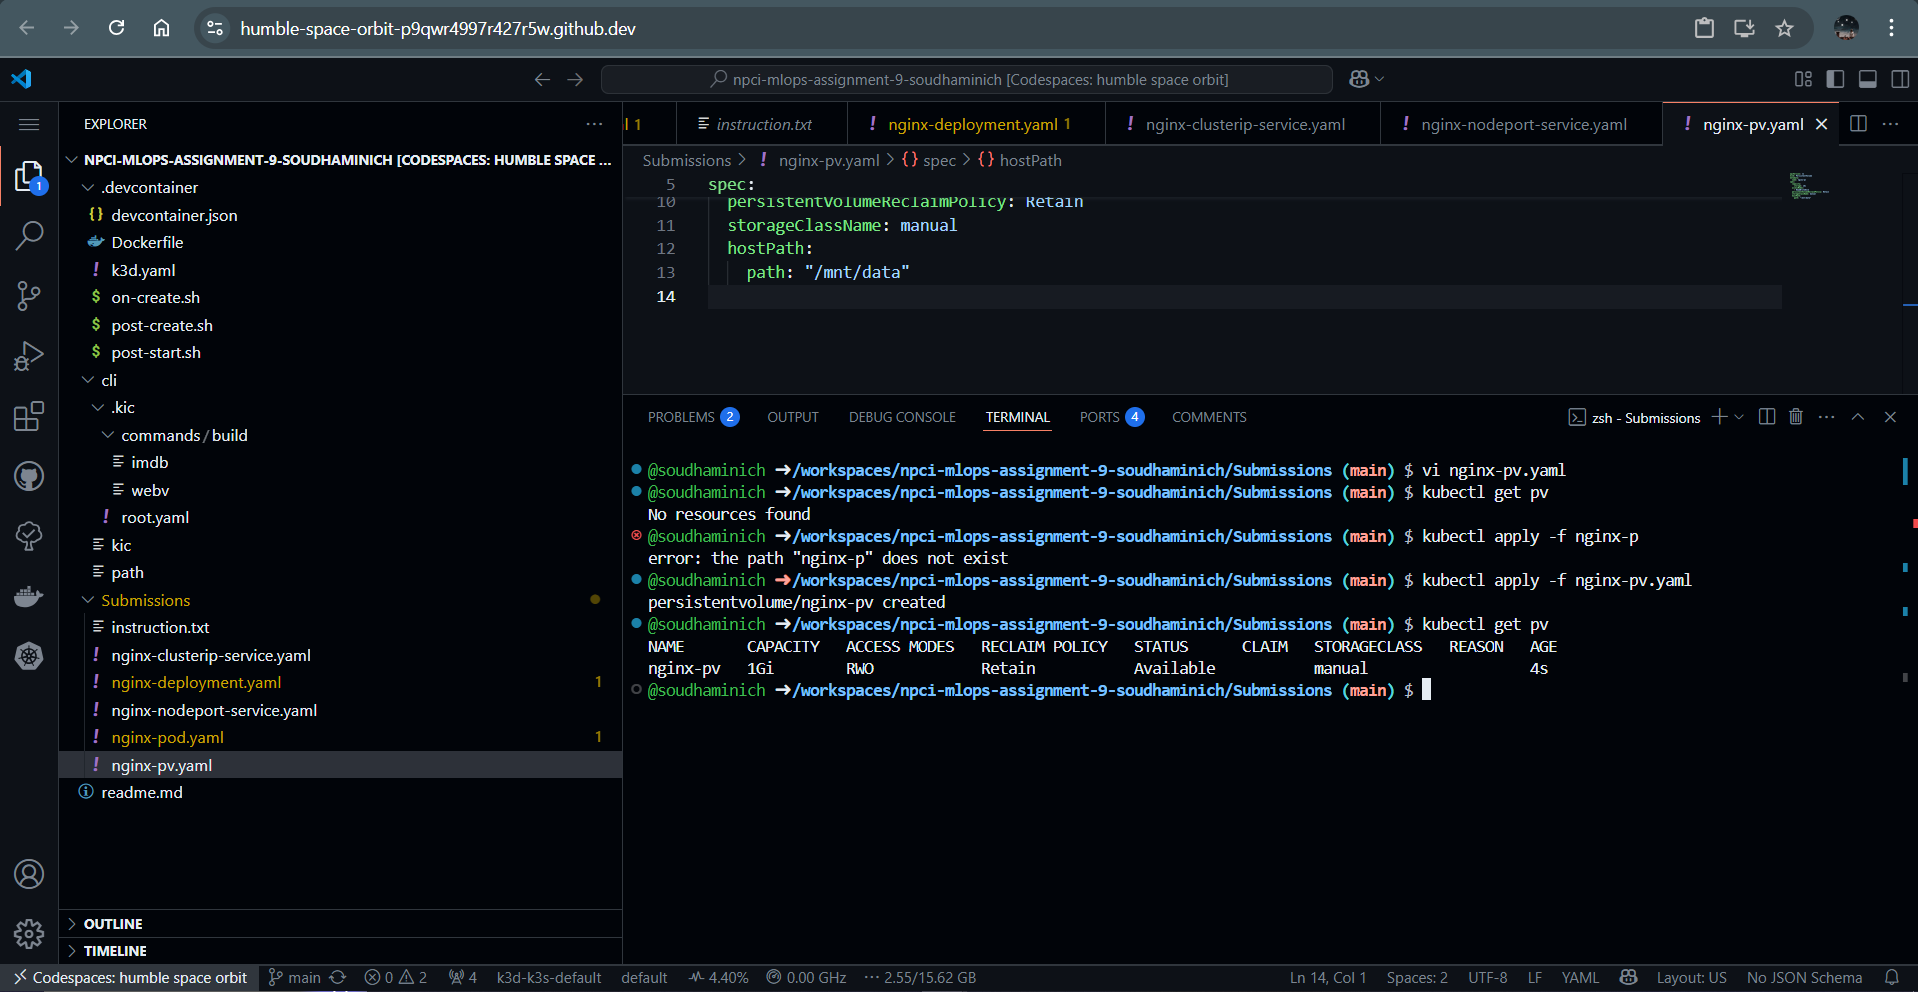 humble-space-orbit-p9qwr4997r427r5w.github.dev
npci-mlops-assignment-9-soudhaminich [Codespaces: humble space orbit]
EXPLORER
NPCI-MLOPS-ASSIGNMENT-9-SOUDHAMINICH [CODESPACES: HUMBLE SPACE ...
.devcontainer
devcontainer.json
Dockerfile
k3d.yaml
on-create.sh
post-create.sh
post-start.sh
cli
.kic
commands/build
imdb
webv
root.yaml
kic
path
Submissions
instruction.txt
nginx-clusterip-service.yaml
nginx-deployment.yaml 1
nginx-nodeport-service.yaml
nginx-pod.yaml 1
nginx-pv.yaml
readme.md
OUTLINE
TIMELINE
l 1 instruction.txt nginx-deployment.yaml 1 nginx-clusterip-service.yaml nginx-nodeport-service.yaml nginx-pv.yaml
Submissions > ! nginx-pv.yaml > {} spec > {} hostPath
5 spec:
10 persistentVolumeReclaimPolicy: Retain
11 storageClassName: manual
12 hostPath:
13 path: "/mnt/data"
14
PROBLEMS 2 OUTPUT DEBUG CONSOLE TERMINAL PORTS 4 COMMENTS zsh - Submissions
@soudhaminich ➜/workspaces/npci-mlops-assignment-9-soudhaminich/Submissions (main) $ vi nginx-pv.yaml
@soudhaminich ➜/workspaces/npci-mlops-assignment-9-soudhaminich/Submissions (main) $ kubectl get pv
No resources found
@soudhaminich ➜/workspaces/npci-mlops-assignment-9-soudhaminich/Submissions (main) $ kubectl apply -f nginx-p
error: the path "nginx-p" does not exist
@soudhaminich ➜/workspaces/npci-mlops-assignment-9-soudhaminich/Submissions (main) $ kubectl apply -f nginx-pv.yaml
persistentvolume/nginx-pv created
@soudhaminich ➜/workspaces/npci-mlops-assignment-9-soudhaminich/Submissions (main) $ kubectl get pv
NAME CAPACITY ACCESS MODES RECLAIM POLICY STATUS CLAIM STORAGECLASS REASON AGE
nginx-pv 1Gi RWO Retain Available manual 4s
@soudhaminich ➜/workspaces/npci-mlops-assignment-9-soudhaminich/Submissions (main) $
Codespaces: humble space orbit main 0 2 4 k3d-k3s-default default 4.40% 0.00 GHz 2.55/15.62 GB Ln 14, Col 1 Spaces: 2 UTF-8 LF YAML Layout: US No JSON Schema